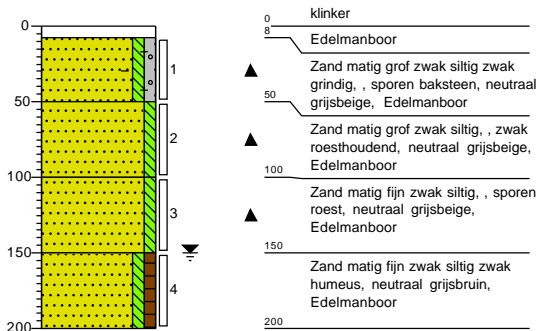 0
50
100
150
200
1
2
3
4
0
klinker
8
Edelmanboor
Zand matig grof zwak siltig zwak
grindig, , sporen baksteen, neutraal
grijsbeige, Edelmanboor
50
Zand matig grof zwak siltig, , zwak
roesthoudend, neutraal grijsbeige,
Edelmanboor
100
Zand matig fijn zwak siltig, , sporen
roest, neutraal grijsbeige,
Edelmanboor
150
Zand matig fijn zwak siltig zwak
humeus, neutraal grijsbruin,
Edelmanboor
200